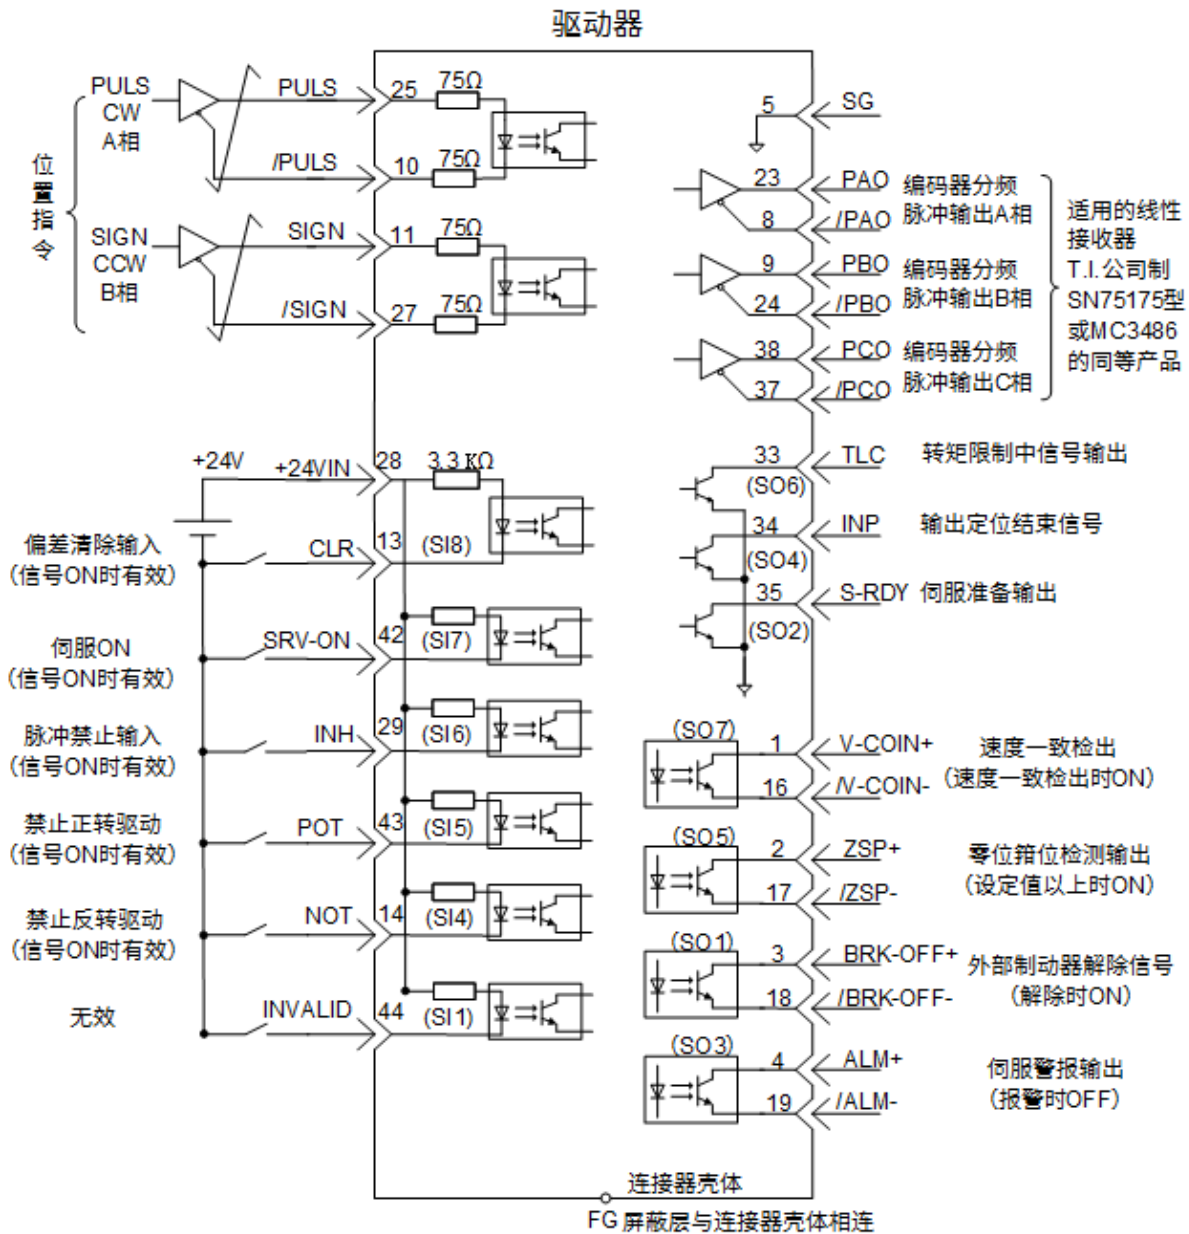 驱动器
位置指令
PULS
CW
A相
PULS
25
75Ω
/PULS
10
75Ω
SIGN
CCW
B相
SIGN
11
75Ω
/SIGN
27
75Ω
+24V
+24VIN
28
3.3 KΩ
偏差清除输入
(信号ON时有效)
CLR
13
(SI8)
伺服ON
(信号ON时有效)
SRV-ON
42
(SI7)
脉冲禁止输入
(信号ON时有效)
INH
29
(SI6)
禁止正转驱动
(信号ON时有效)
POT
43
(SI5)
禁止反转驱动
(信号ON时有效)
NOT
14
(SI4)
无效
INVALID
44
(SI1)
5
SG
23
PAO
编码器分频
8
/PAO
脉冲输出A相
9
PBO
编码器分频
24
/PBO
脉冲输出B相
38
PCO
编码器分频
37
/PCO
脉冲输出C相
适用的线性
接收器
T.I.公司制
SN75175型
或MC3486
的同等产品
33
TLC
转矩限制中信号输出
(SO6)
34
INP
输出定位结束信号
(SO4)
35
S-RDY
伺服准备输出
(SO2)
(SO7)
1
V-COIN+
速度一致检出
16
/V-COIN-
(速度一致检出时ON)
(SO5)
2
ZSP+
零位箝位检测输出
17
/ZSP-
(设定值以上时ON)
(SO1)
3
BRK-OFF+
外部制动器解除信号
18
/BRK-OFF-
(解除时ON)
(SO3)
4
ALM+
伺服警报输出
19
/ALM-
(报警时OFF)
连接器壳体
FG 屏蔽层与连接器壳体相连